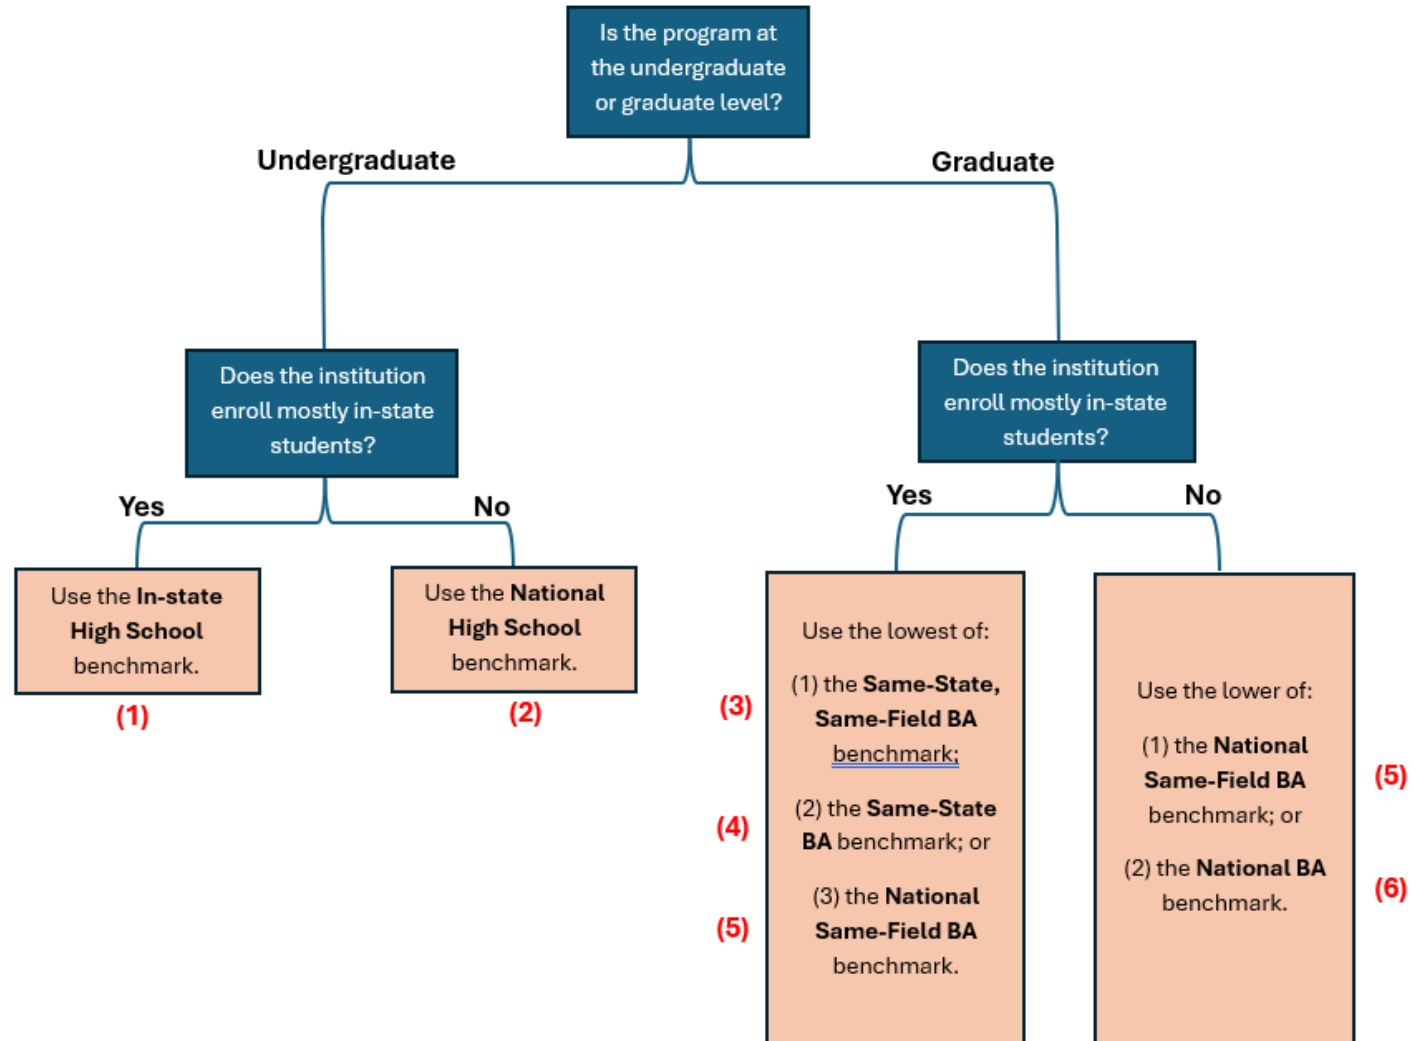 Is the program at
the undergraduate
or graduate level?
Undergraduate
Graduate
Does the institution
enroll mostly in-state
students?
Does the institution
enroll mostly in-state
students?
Yes
No
Yes
No
Use the In-state
High School
benchmark.
(1)
Use the National
High School
benchmark.
(2)
Use the lowest of:
(3)
(1) the Same-State,
Same-Field BA
benchmark;
(4)
(2) the Same-State
BA benchmark; or
(5)
(3) the National
Same-Field BA
benchmark.
Use the lower of:
(1) the National
Same-Field BA
benchmark; or
(5)
(2) the National BA
benchmark.
(6)